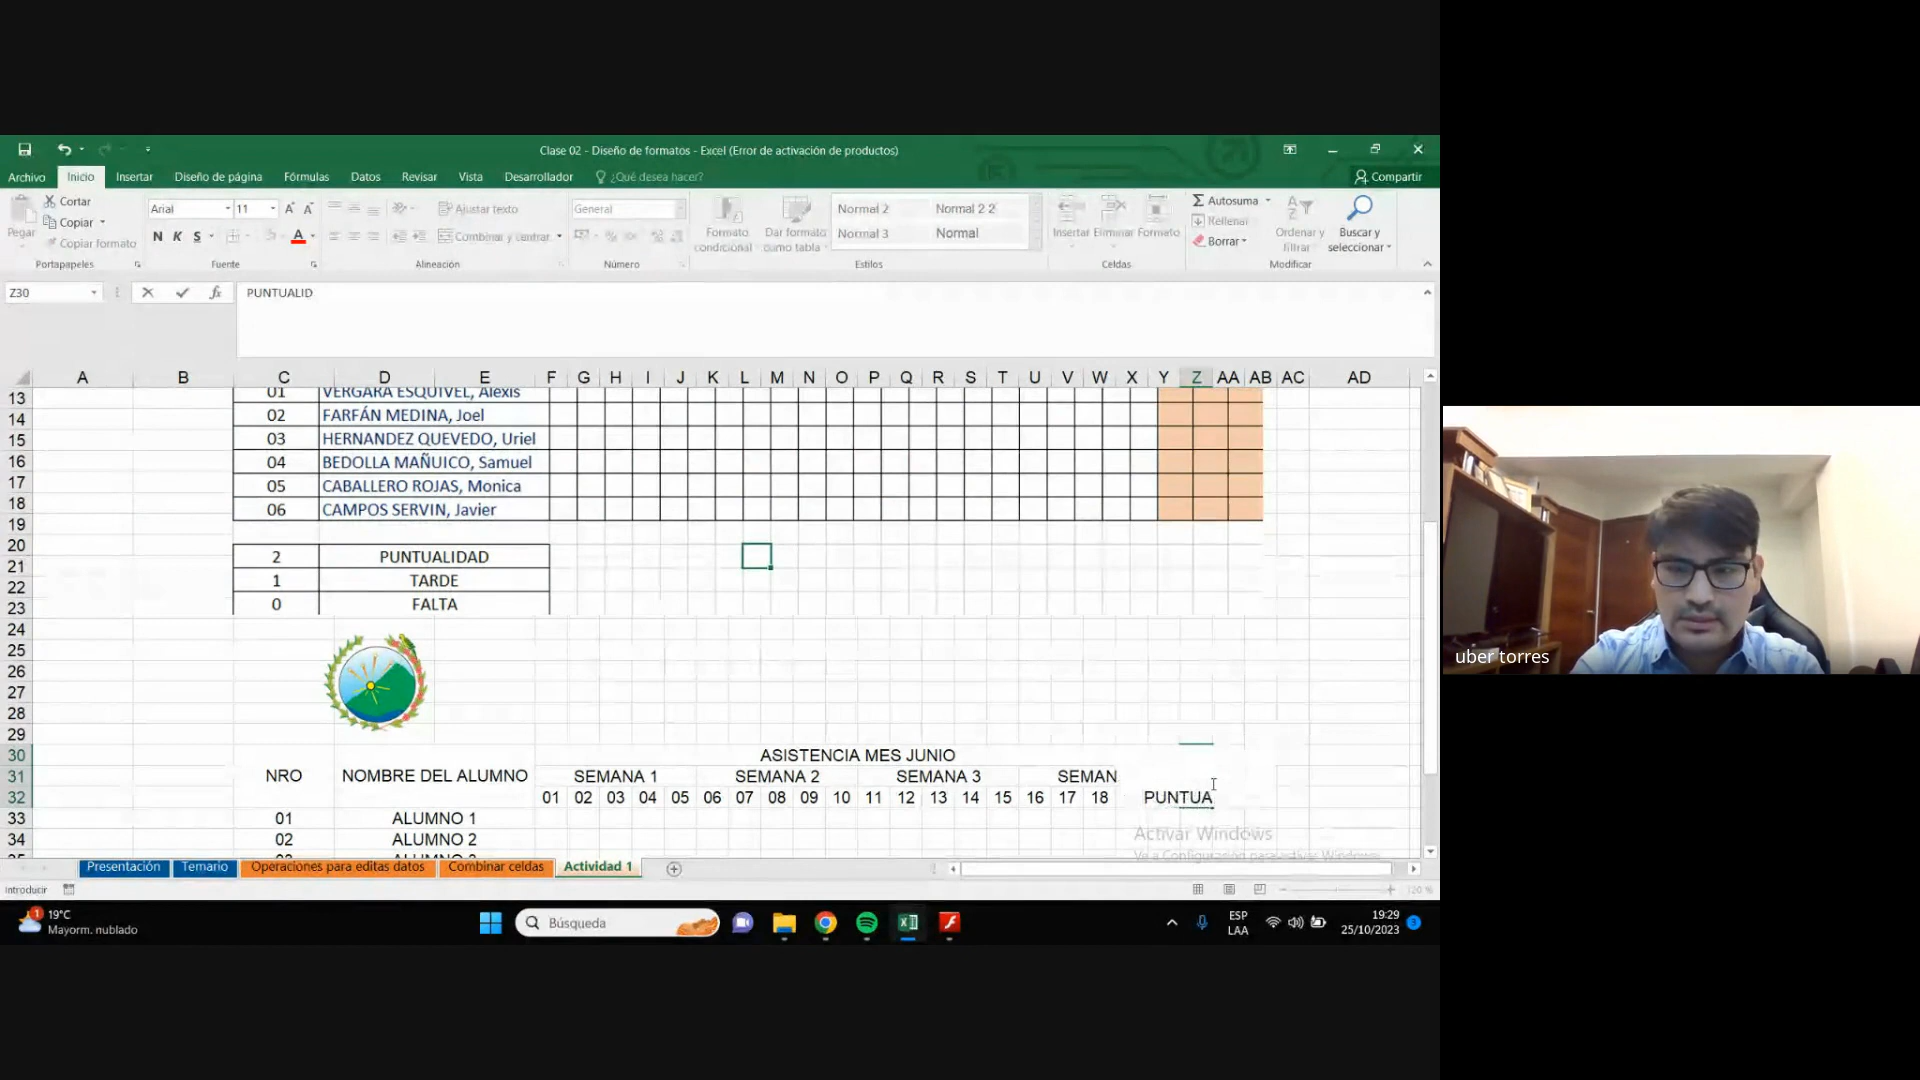 Clase 02 - Diseño de formatos - Excel (Error de activación de productos)
Archivo Inicio Insertar Diseño de página Fórmulas Datos Revisar Vista Desarrollador ¿Qué desea hacer? Compartir
Cortar
Copiar
Copiar formato
Pegar
Portapapeles
Arial 11
N K S
Fuente
Ajustar texto
Combinar y centrar
Alineación
General
Número
Formato condicional
Dar formato como tabla
Normal 2 Normal 2 2
Normal 3 Normal
Estilos
Insertar Eliminar Formato
Celdas
Autosuma
Rellenar
Borrar
Ordenar y filtrar
Buscar y seleccionar
Modificar
Z30 fx PUNTUALID
A B C D E F G H I J K L M N O P Q R S T U V W X Y Z AA AB AC AD
13 01 VERGARA ESQUIVEL, Alexis
14 02 FARFÁN MEDINA, Joel
15 03 HERNANDEZ QUEVEDO, Uriel
16 04 BEDOLLA MAÑUICO, Samuel
17 05 CABALLERO ROJAS, Monica
18 06 CAMPOS SERVIN, Javier
19
20 2 PUNTUALIDAD
21
22 1 TARDE
23 0 FALTA
24
25
26
27
28
29
30 ASISTENCIA MES JUNIO
31 NRO NOMBRE DEL ALUMNO SEMANA 1 SEMANA 2 SEMANA 3 SEMAN
32 01 02 03 04 05 06 07 08 09 10 11 12 13 14 15 16 17 18 PUNTUA
33 01 ALUMNO 1
34 02 ALUMNO 2
Activar Windows
Presentación Temario Operaciones para editas datos Combinar celdas Actividad 1
Introducir 120 %
19°C
Mayorm. nublado
Búsqueda
ESP
LAA
19:29
25/10/2023
uber torres